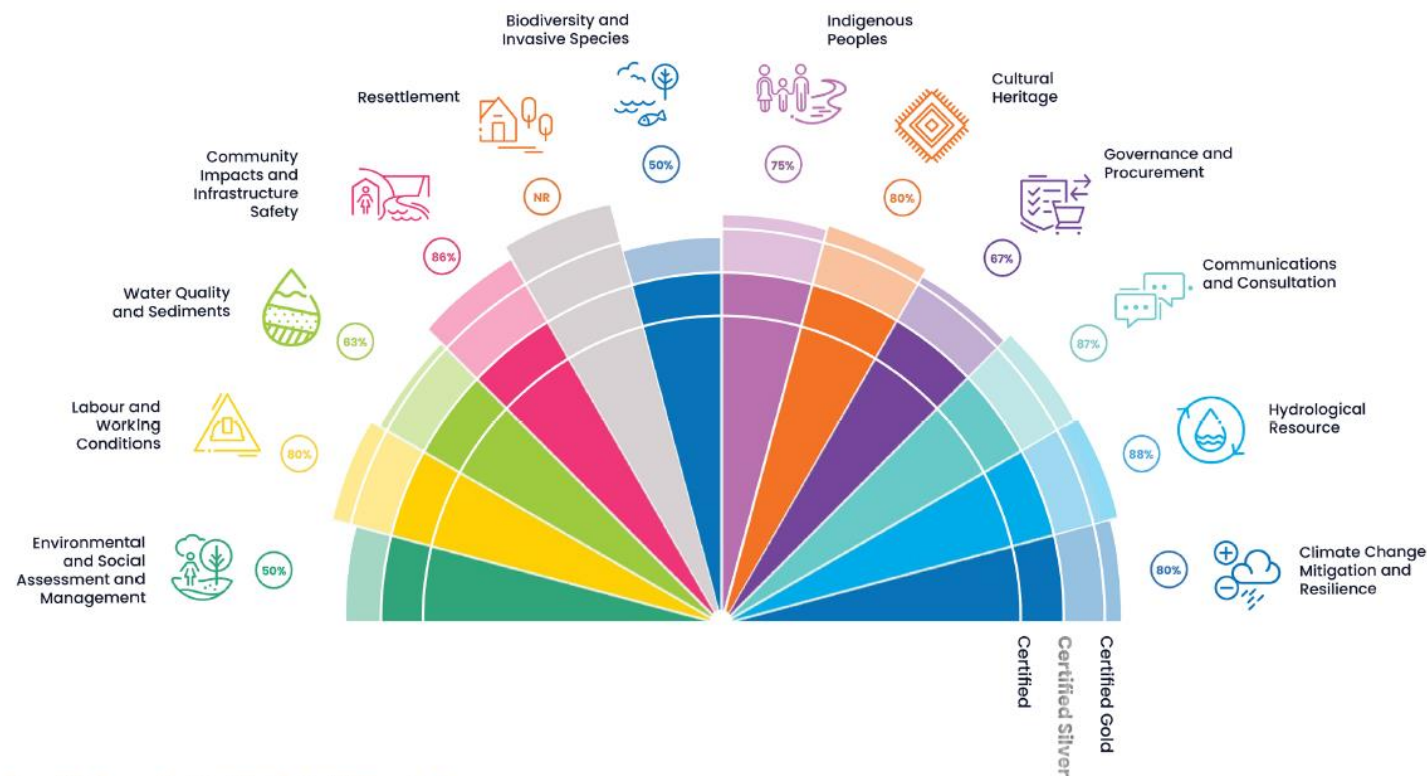 Biodiversity and
Invasive Species
50%
Indigenous
Peoples
75%
Resettlement
NR
Cultural
Heritage
80%
Community
Impacts and
Infrastructure
Safety
86%
Governance and
Procurement
67%
Water Quality
and Sediments
63%
Communications
and Consultation
87%
Labour and
Working
Conditions
80%
Hydrological
Resource
88%
Environmental
and Social
Assessment and
Management
50%
Climate Change
Mitigation and
Resilience
80%
Certified
Certified Silver
Certified Gold